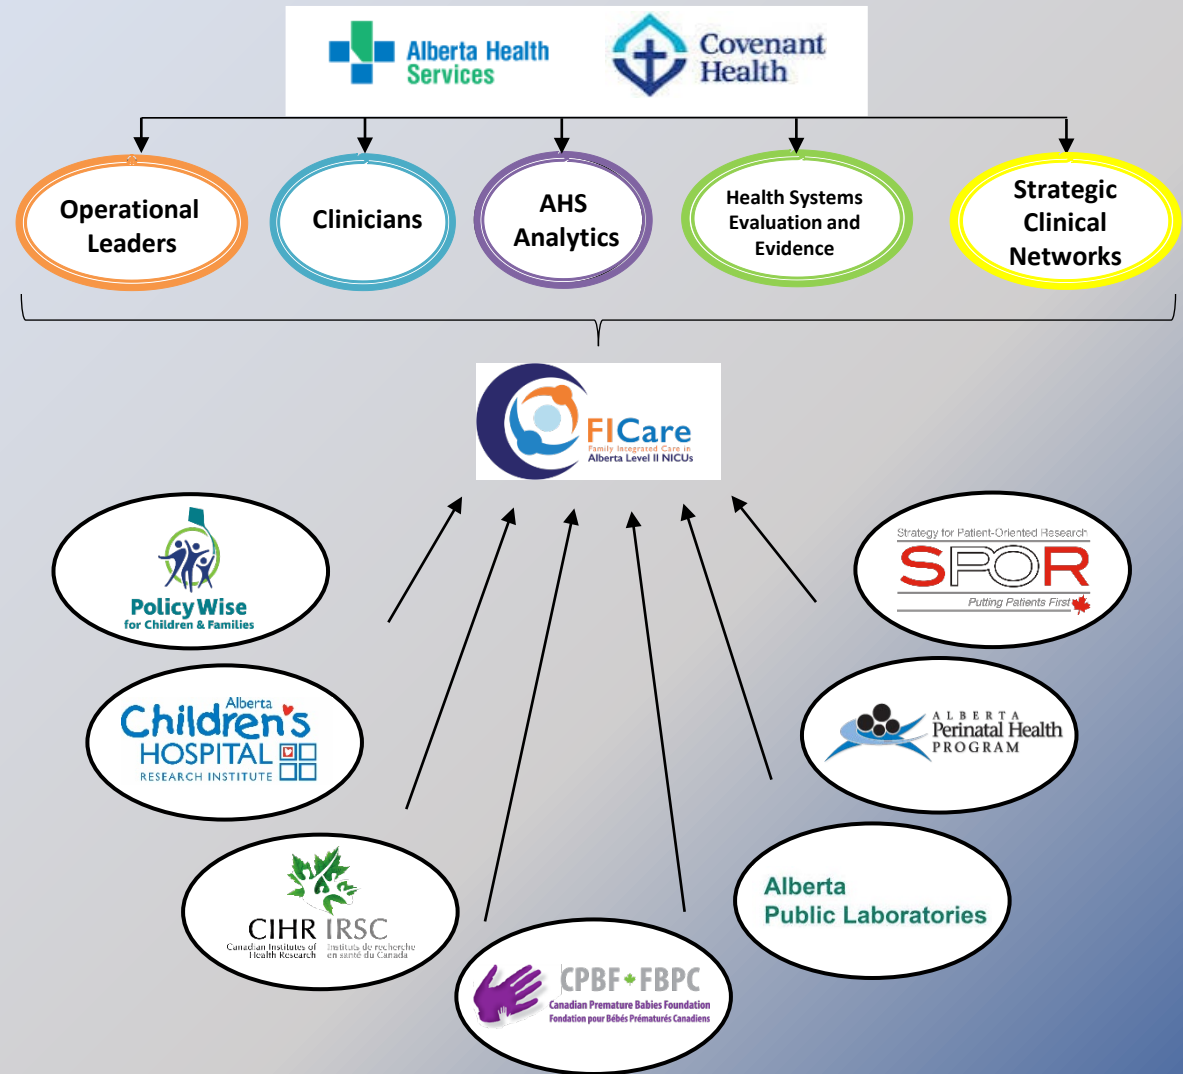 Alberta Health
Services
Covenant
Health
Operational
Leaders
Clinicians
AHS
Analytics
Health Systems
Evaluation and
Evidence
Strategic
Clinical
Networks
FICare
Family Integrated Care in
Alberta Level II NICUs
PolicyWise
for Children & Families
Strategy for Patient-Oriented Research
SPOR
Putting Patients First
Alberta
Children's
HOSPITAL
RESEARCH INSTITUTE
ALBERTA
Perinatal Health
PROGRAM
CIHR IRSC
Canadian Institutes of Health Research
Instituts de recherche en santé du Canada
Alberta
Public Laboratories
CPBF FBPC
Canadian Premature Babies Foundation
Fondation pour Bébés Prématurés Canadiens